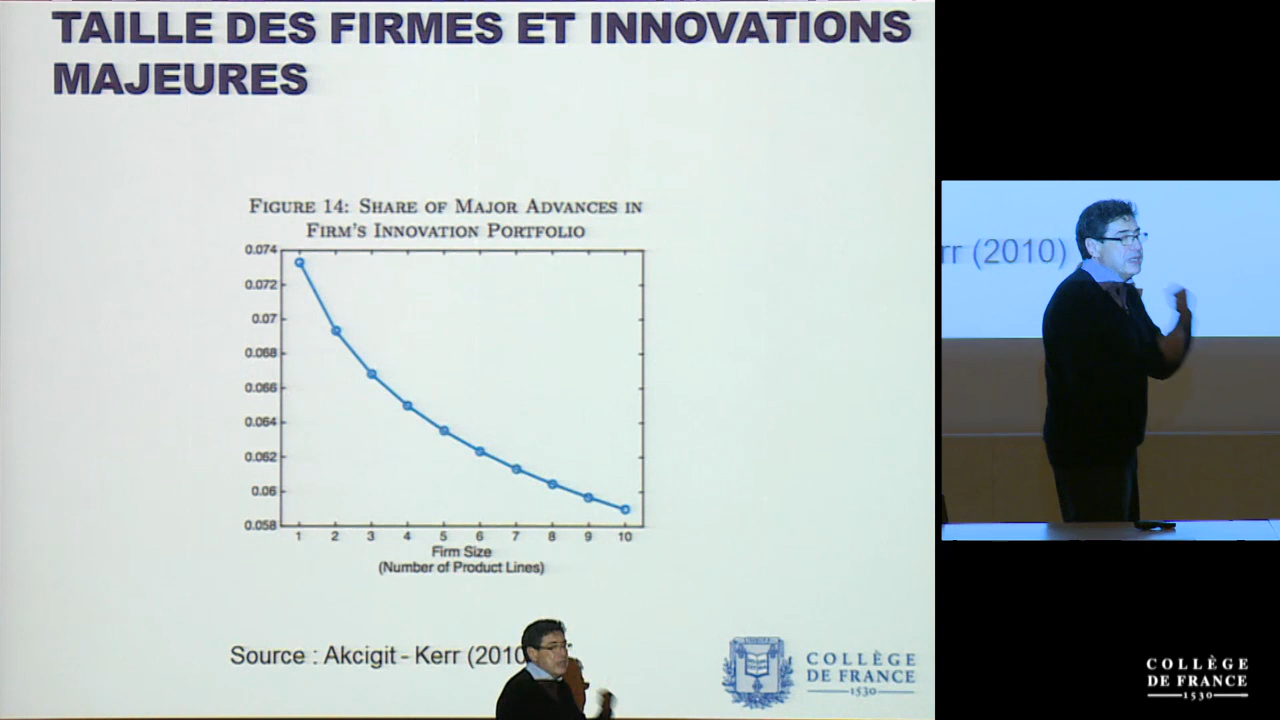 TAILLE DES FIRMES ET INNOVATIONS
MAJEURES
FIGURE 14: SHARE OF MAJOR ADVANCES IN
FIRM'S INNOVATION PORTFOLIO
0.074
0.072
0.07
0.068
0.066
0.064
0.062
0.06
0.058
1 2 3 4 5 6 7 8 9 10
Firm Size
(Number of Product Lines)
Source : Akcigit - Kerr (2010
COLLÈGE
DE FRANCE
1530
rr (2010)
COLLÈGE
DE FRANCE
1530